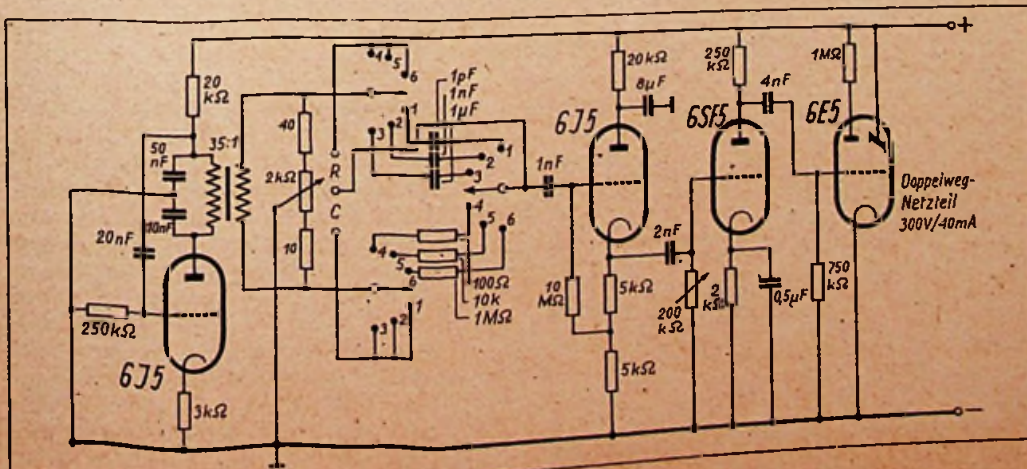 +
20
kΩ
50
nF
35:1
10nF
20nF
250kΩ
6J5
3kΩ
40
2kΩ
10
R
C
4
5
6
1pF
1nF
1µF
1
2
3
1
2
3
4
5
6
4
5
6
100Ω
10k
1MΩ
1
2
3
1nF
6J5
20kΩ
8µF
10
MΩ
5kΩ
5kΩ
2nF
250
kΩ
6SF5
4nF
200
kΩ
2
kΩ
0,5µF
1MΩ
6E5
750
kΩ
Doppelweg-
Netzteil
300V/40mA
−